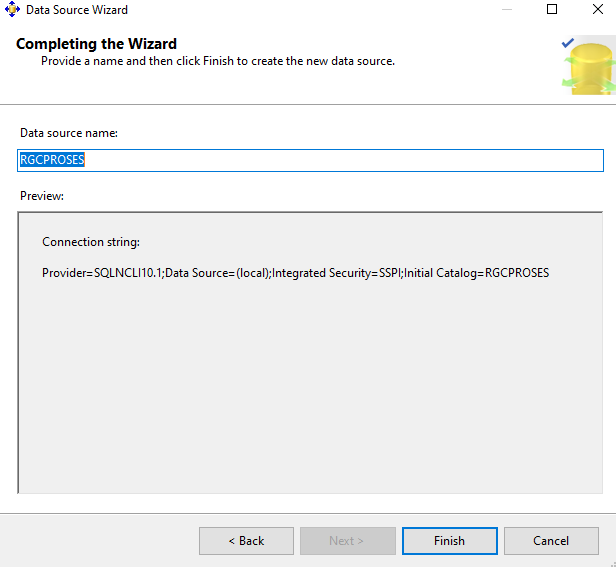 Data Source Wizard
Completing the Wizard
Provide a name and then click Finish to create the new data source.
Data source name:
RGCPROSES
Preview:
Connection string:
Provider=SQLNCLI10.1;Data Source=(local);Integrated Security=SSPI;Initial Catalog=RGCPROSES
< Back
Next >
Finish
Cancel